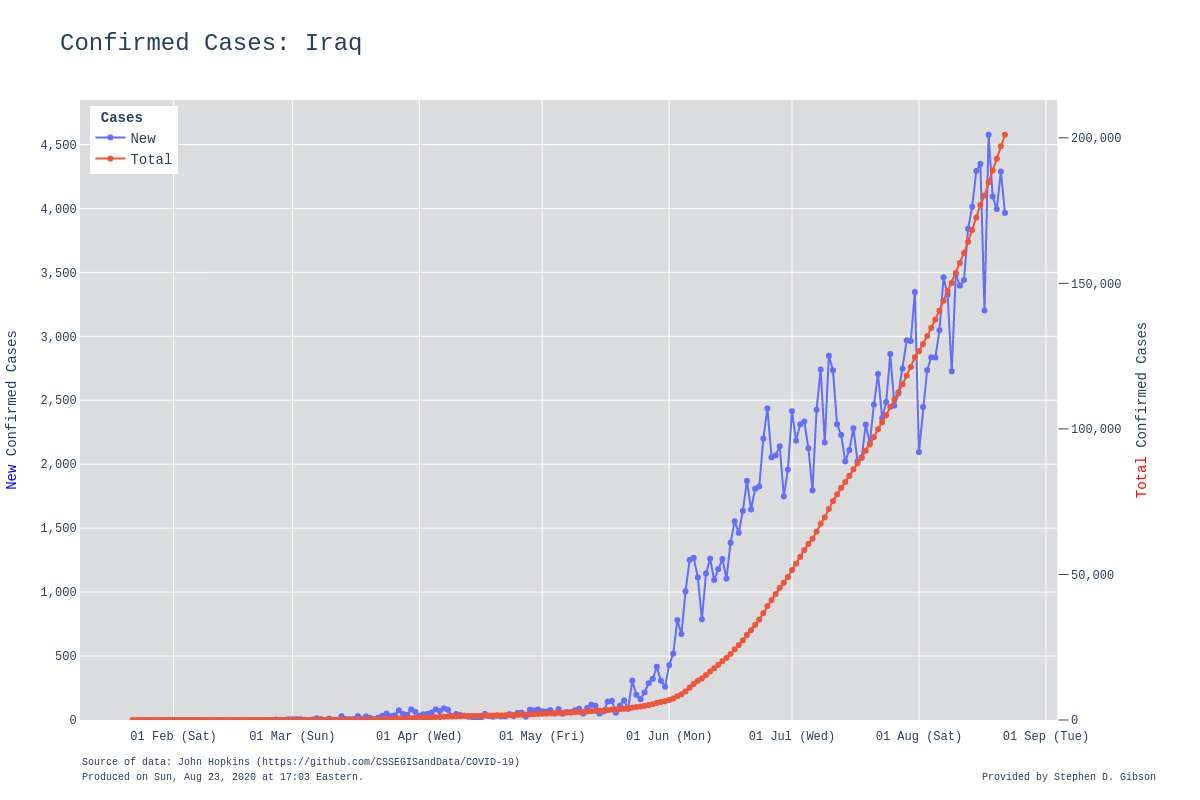 Confirmed Cases: Iraq
Cases
New
Total
4,500
4,000
3,500
3,000
2,500
2,000
1,500
1,000
500
0
New Confirmed Cases
200,000
150,000
100,000
50,000
0
Total Confirmed Cases
01 Feb (Sat)
01 Mar (Sun)
01 Apr (Wed)
01 May (Fri)
01 Jun (Mon)
01 Jul (Wed)
01 Aug (Sat)
01 Sep (Tue)
Source of data: John Hopkins (https://github.com/CSSEGISandData/COVID-19)
Produced on Sun, Aug 23, 2020 at 17:03 Eastern.
Provided by Stephen D. Gibson